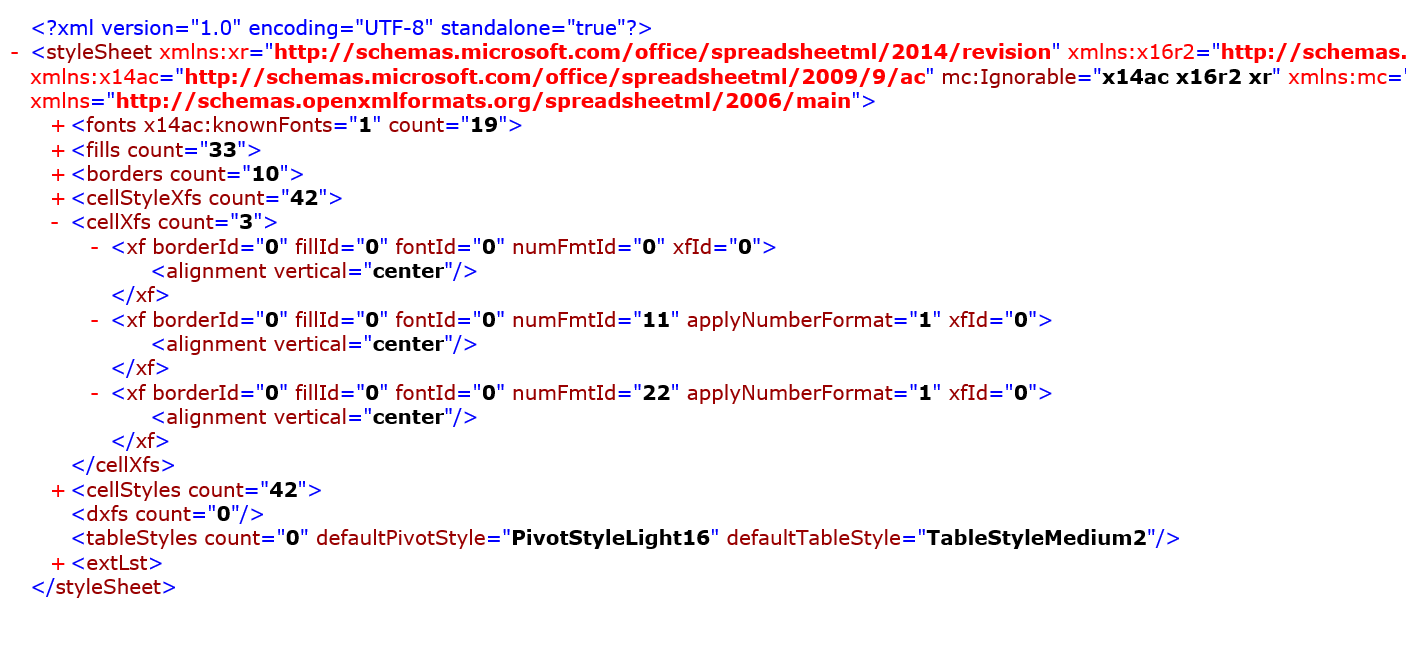 <?xml version="1.0" encoding="UTF-8" standalone="true"?>
- <styleSheet xmlns:xr="http://schemas.microsoft.com/office/spreadsheetml/2014/revision" xmlns:x16r2="http://schemas.
xmlns:x14ac="http://schemas.microsoft.com/office/spreadsheetml/2009/9/ac" mc:Ignorable="x14ac x16r2 xr" xmlns:mc="
xmlns="http://schemas.openxmlformats.org/spreadsheetml/2006/main">
+ <fonts x14ac:knownFonts="1" count="19">
+ <fills count="33">
+ <borders count="10">
+ <cellStyleXfs count="42">
- <cellXfs count="3">
- <xf borderId="0" fillId="0" fontId="0" numFmtId="0" xfId="0">
<alignment vertical="center"/>
</xf>
- <xf borderId="0" fillId="0" fontId="0" numFmtId="11" applyNumberFormat="1" xfId="0">
<alignment vertical="center"/>
</xf>
- <xf borderId="0" fillId="0" fontId="0" numFmtId="22" applyNumberFormat="1" xfId="0">
<alignment vertical="center"/>
</xf>
</cellXfs>
+ <cellStyles count="42">
<dxfs count="0"/>
<tableStyles count="0" defaultPivotStyle="PivotStyleLight16" defaultTableStyle="TableStyleMedium2"/>
+ <extLst>
</styleSheet>